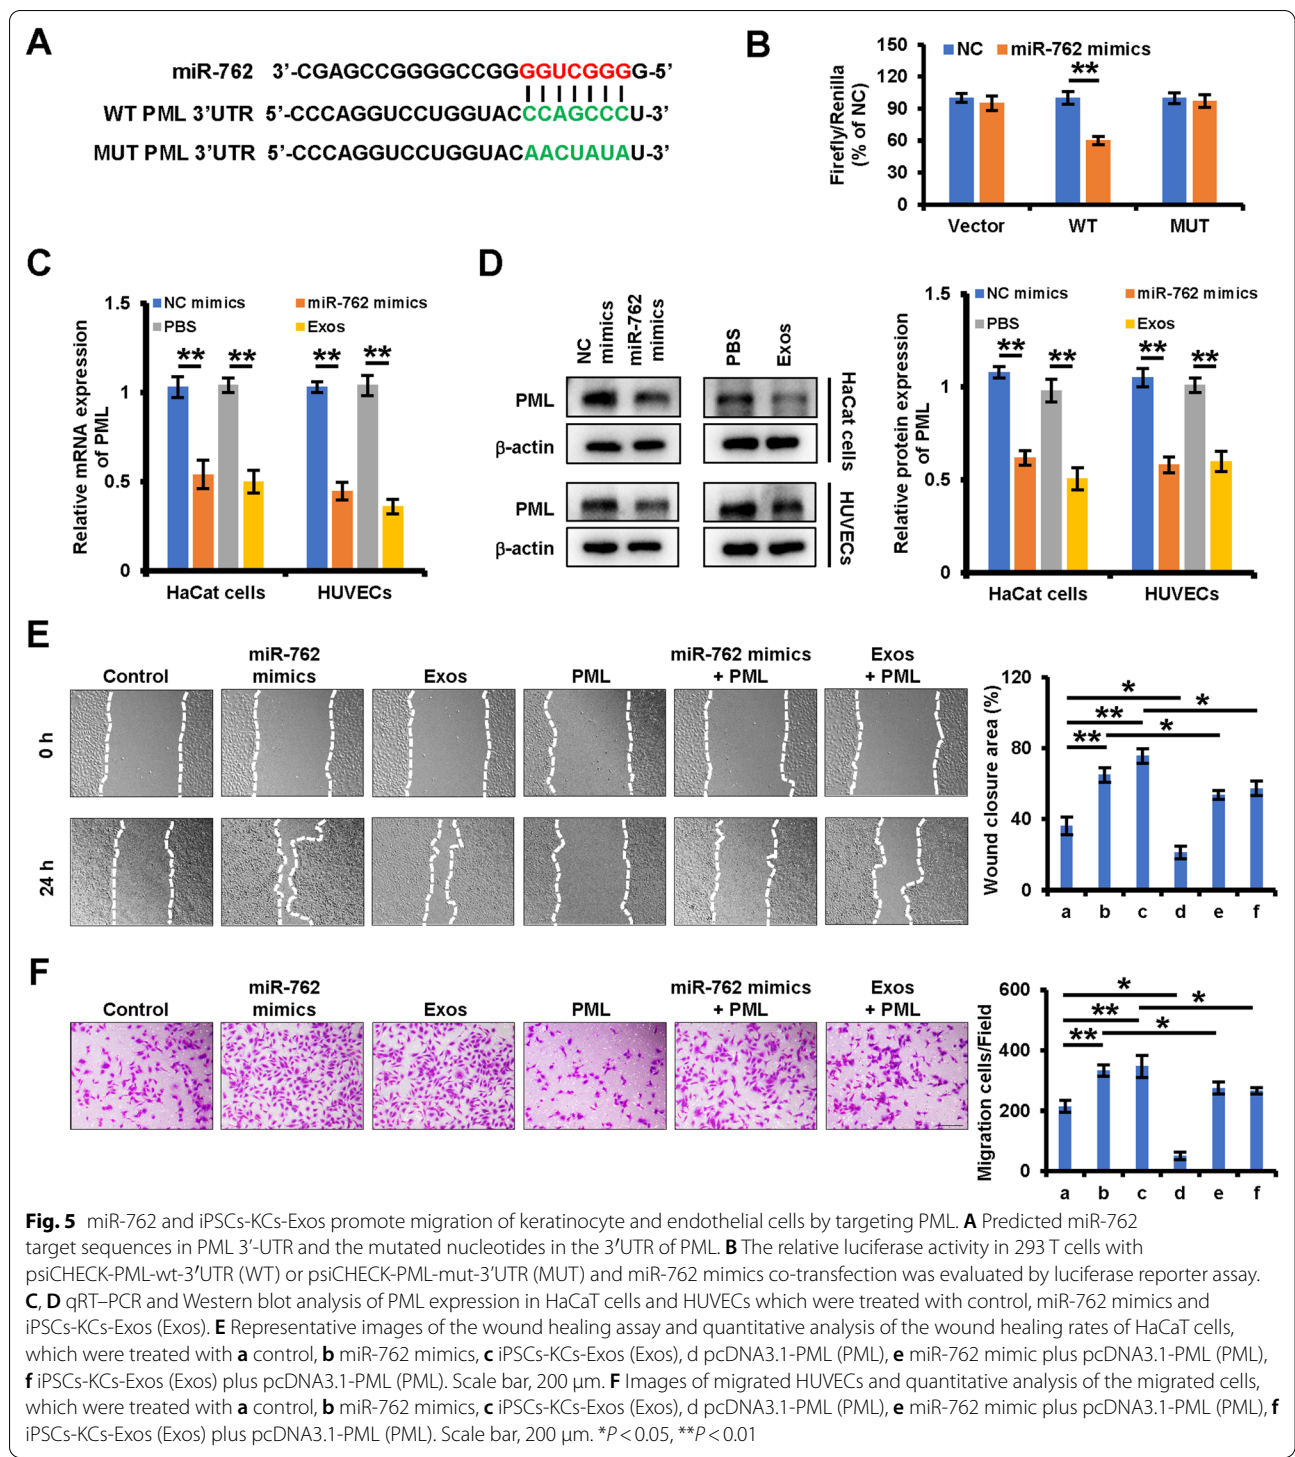 A
miR-762 3'-CGAGCCGGGGCCGGGGUCGGGG-5'
WT PML 3'UTR 5'-CCCAGGUCCUGGUACCCAGCCCU-3'
MUT PML 3'UTR 5'-CCCAGGUCCUGGUACAACUAUAU-3'
B
NC miR-762 mimics
Firefly/Renilla
(% of NC)
150
120
90
60
30
0
**
Vector WT MUT
C
Relative mRNA expression
of PML
NC mimics miR-762 mimics
PBS Exos
1.5
1
0.5
0
** ** ** **
HaCat cells HUVECs
D
NC
mimics
miR-762
mimics
PBS
Exos
PML
β-actin
HaCat cells
PML
β-actin
HUVECs
Relative protein expression
of PML
NC mimics miR-762 mimics
PBS Exos
1.5
1
0.5
0
** ** ** **
HaCat cells HUVECs
E
Control miR-762
mimics Exos PML miR-762 mimics
+ PML Exos
+ PML
0 h
24 h
Wound closure area (%)
120
80
40
0
* ** * ** *
a b c d e f
F
Control miR-762
mimics Exos PML miR-762 mimics
+ PML Exos
+ PML
Migration cells/Field
600
400
200
0
* ** * ** *
a b c d e f
Fig. 5 miR-762 and iPSCs-KCs-Exos promote migration of keratinocyte and endothelial cells by targeting PML. A Predicted miR-762
target sequences in PML 3'-UTR and the mutated nucleotides in the 3′UTR of PML. B The relative luciferase activity in 293 T cells with
psiCHECK-PML-wt-3′UTR (WT) or psiCHECK-PML-mut-3'UTR (MUT) and miR-762 mimics co-transfection was evaluated by luciferase reporter assay.
C, D qRT–PCR and Western blot analysis of PML expression in HaCaT cells and HUVECs which were treated with control, miR-762 mimics and
iPSCs-KCs-Exos (Exos). E Representative images of the wound healing assay and quantitative analysis of the wound healing rates of HaCaT cells,
which were treated with a control, b miR-762 mimics, c iPSCs-KCs-Exos (Exos), d pcDNA3.1-PML (PML), e miR-762 mimic plus pcDNA3.1-PML (PML),
f iPSCs-KCs-Exos (Exos) plus pcDNA3.1-PML (PML). Scale bar, 200 μm. F Images of migrated HUVECs and quantitative analysis of the migrated cells,
which were treated with a control, b miR-762 mimics, c iPSCs-KCs-Exos (Exos), d pcDNA3.1-PML (PML), e miR-762 mimic plus pcDNA3.1-PML (PML), f
iPSCs-KCs-Exos (Exos) plus pcDNA3.1-PML (PML). Scale bar, 200 μm. *P < 0.05, **P < 0.01